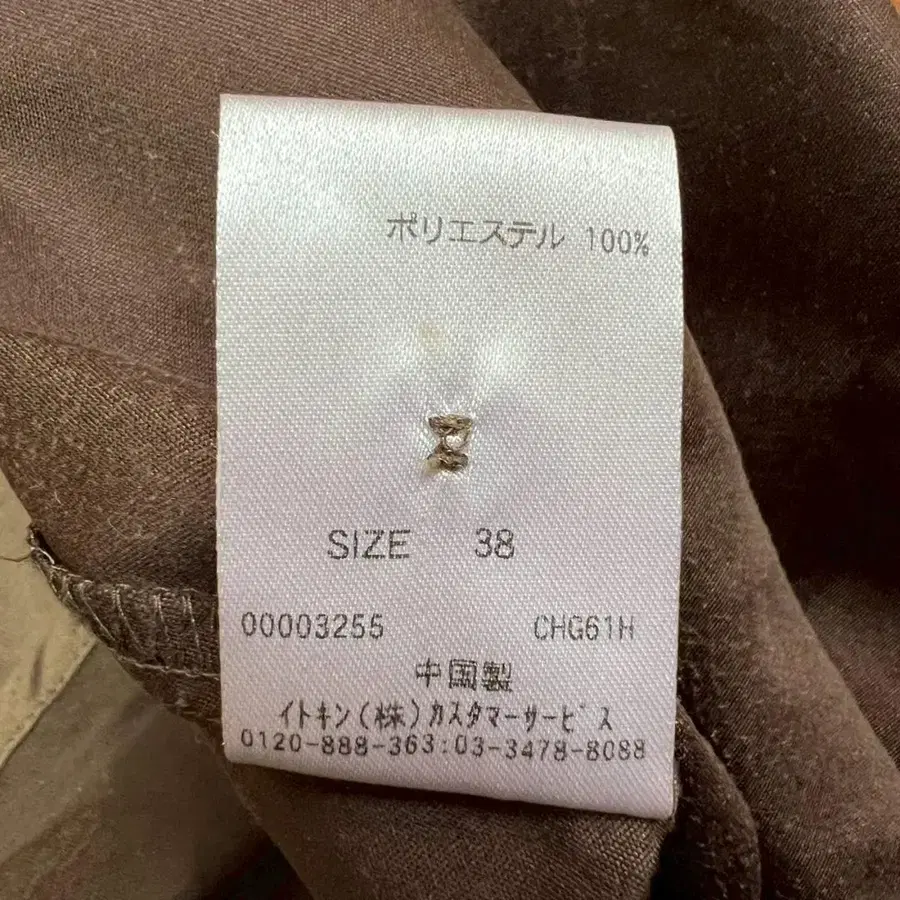 ポリエステル 100%
SIZE 38
00003255 CHG61H
中国製
イトキン(株)カスタマーサービス
0120-888-363:03-3478-8088